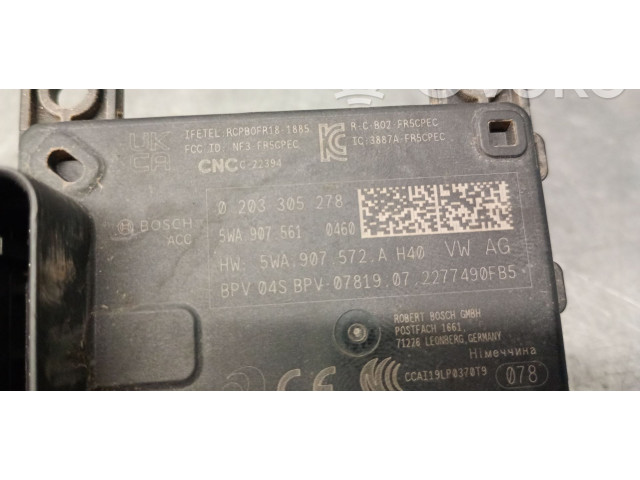 UK
CA
IFETEL: RCPBOFR18-1885
FCC ID: NF3-FR5CPEC
CNC C-22394
R-C-BO2-FR5CPEC
IC:3887A-FR5CPEC
BOSCH
ACC
0 203 305 278
5WA.907.561 0460
HW: 5WA.907.572.A H40 VW AG
BPV 04S BPV-07819.07.2277490FB5
ROBERT BOSCH GMBH
POSTFACH 1661,
71226 LEONBERG,GERMANY
Німеччина
CE
CCC
CCAI19LP0370T9
078